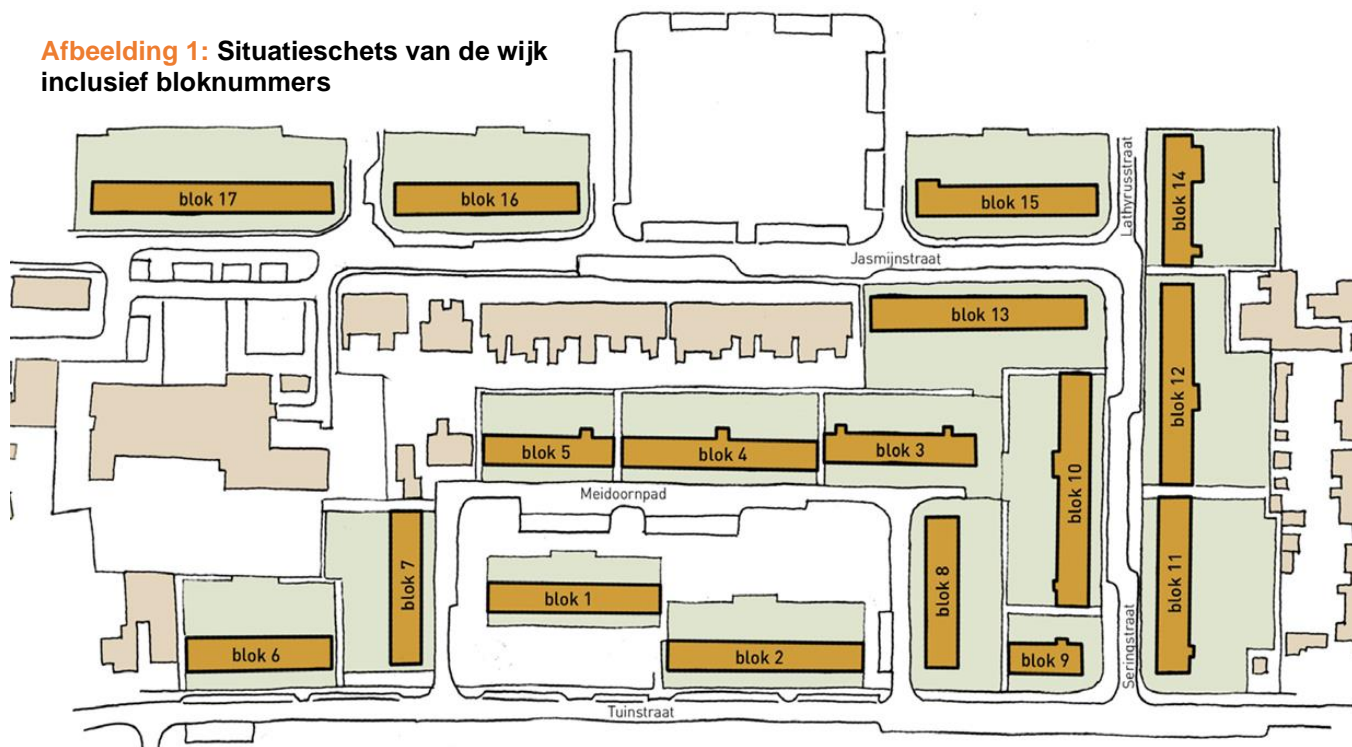 Afbeelding 1: Situatieschets van de wijk
inclusief bloknummers
blok 17
blok 16
blok 15
Lathyrusstraat
blok 14
Jasmijnstraat
blok 13
blok 12
blok 5
blok 4
blok 3
blok 10
Meidoornpad
blok 7
blok 1
blok 8
blok 11
blok 6
blok 2
blok 9
Seringstraat
Tuinstraat